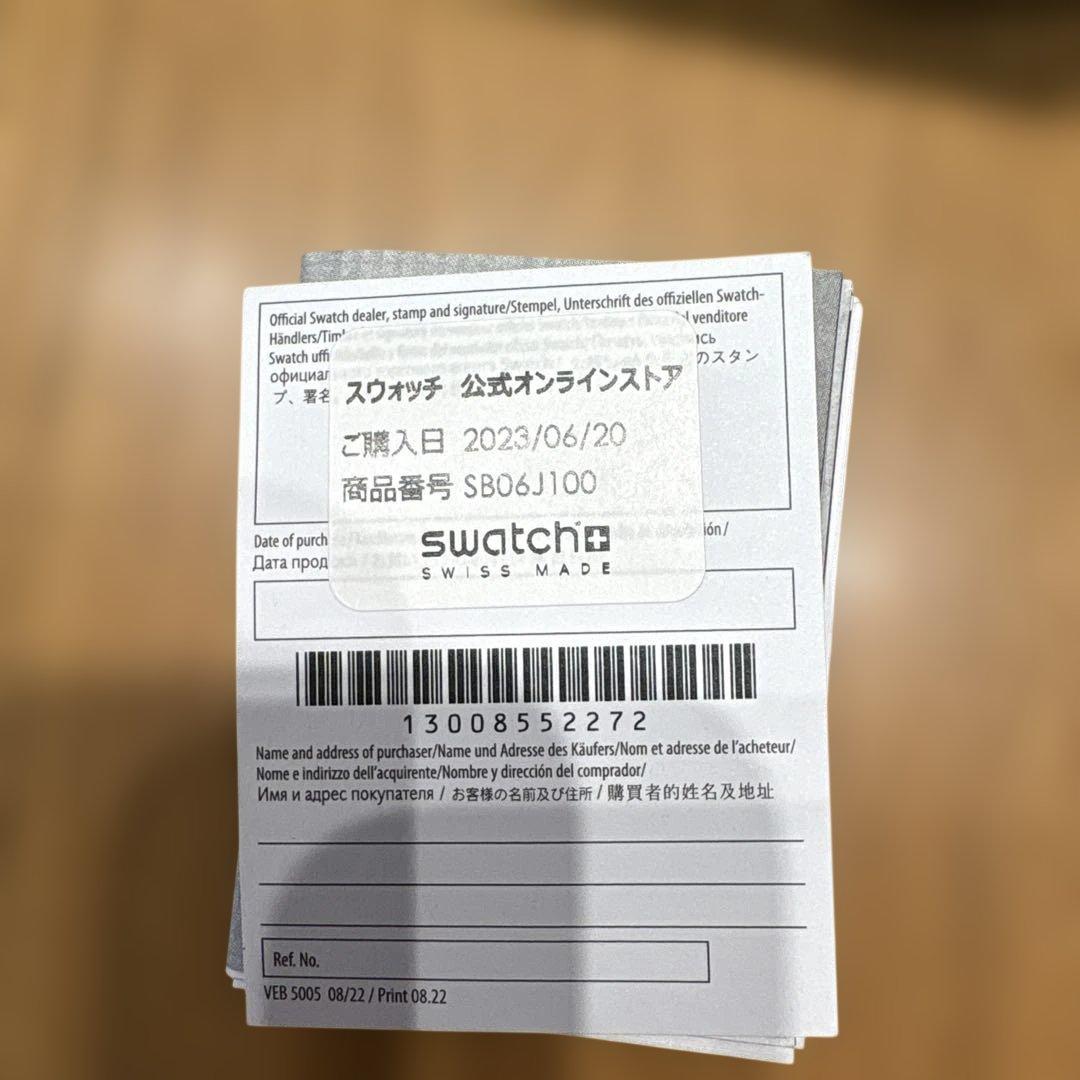 Official Swatch dealer, stamp and signature/Stempel, Unterschrift des offiziellen Swatch-
Händlers/Timb venditore
Swatch uffi
официал のスタン
プ、署名
スウォッチ 公式オンラインストア
ご購入日 2023/06/20
商品番号 SB06J100
swatch
SWISS MADE
Date of purch
Дата прод
13008552272
Name and address of purchaser/Name und Adresse des Käufers/Nom et adresse de l'acheteur/
Nome e indirizzo dell'acquirente/Nombre y dirección del comprador/
Имя и адрес покупателя / お客様の名前及び住所 / 購買者的姓名及地址
Ref. No.
VEB 5005 08/22 / Print 08.22